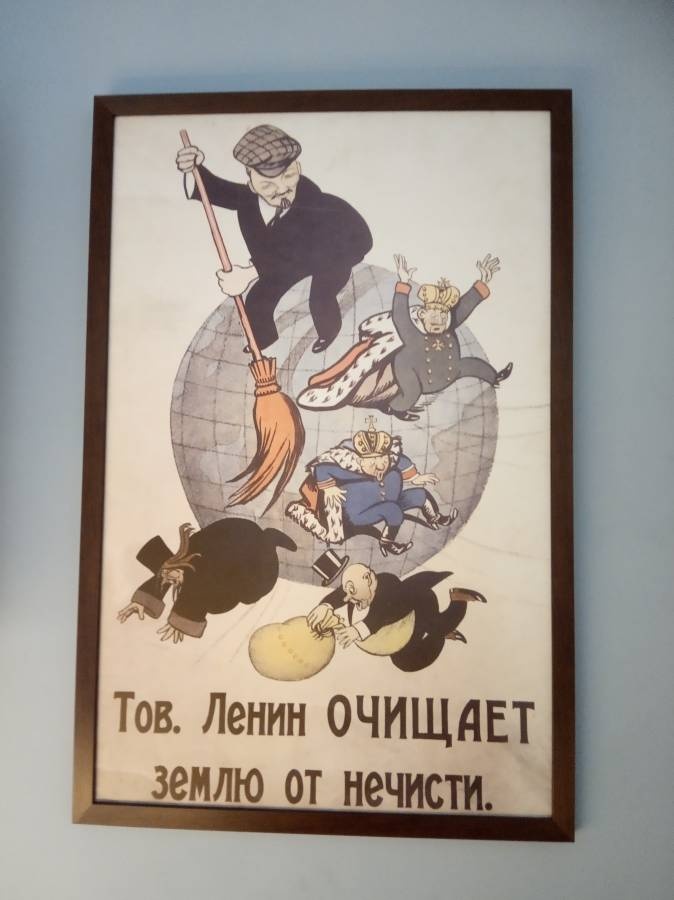 Тов. Ленин ОЧИЩАЕТ
землю от нечисти.